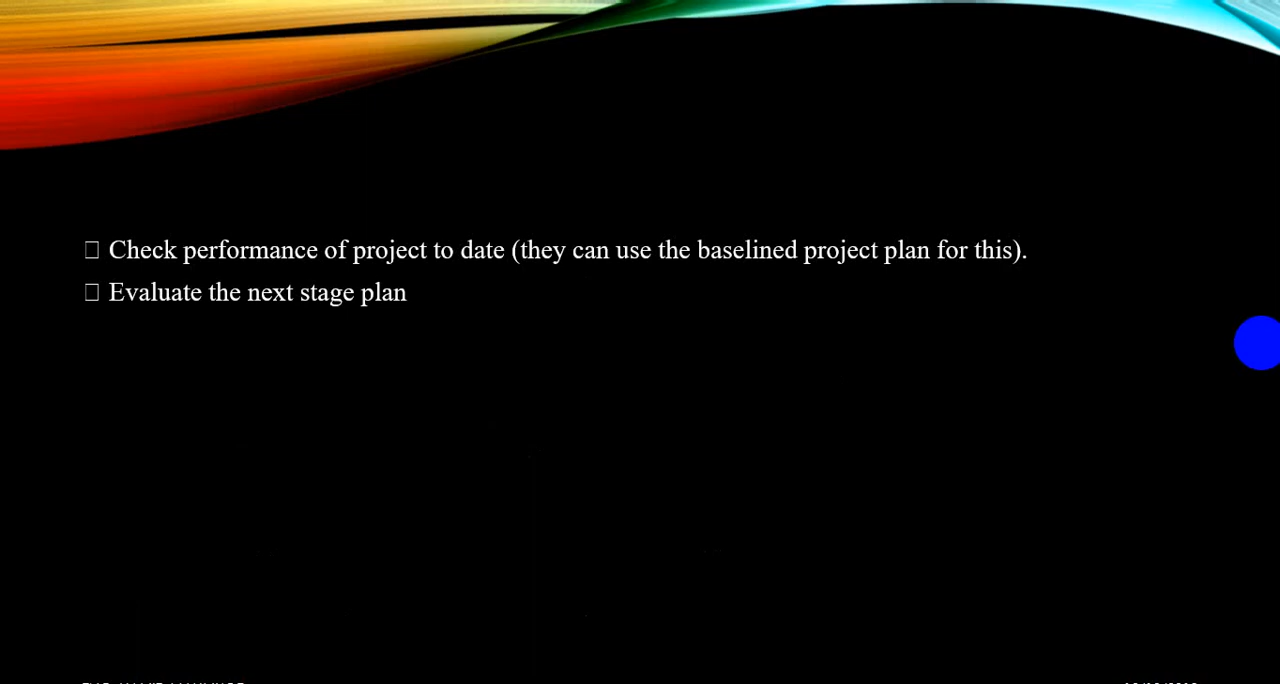 Check performance of project to date (they can use the baselined project plan for this).
Evaluate the next stage plan